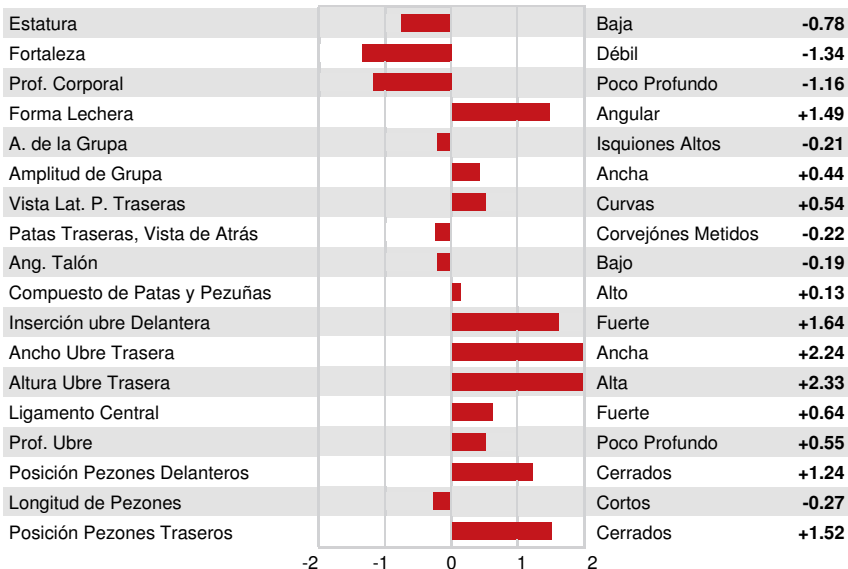 Estatura Baja -0.78
Fortaleza Débil -1.34
Prof. Corporal Poco Profundo -1.16
Forma Lechera Angular +1.49
A. de la Grupa Isquiones Altos -0.21
Amplitud de Grupa Ancha +0.44
Vista Lat. P. Traseras Curvas +0.54
Patas Traseras, Vista de Atrás Corvejónes Metidos -0.22
Ang. Talón Bajo -0.19
Compuesto de Patas y Pezuñas Alto +0.13
Inserción ubre Delantera Fuerte +1.64
Ancho Ubre Trasera Ancha +2.24
Altura Ubre Trasera Alta +2.33
Ligamento Central Fuerte +0.64
Prof. Ubre Poco Profundo +0.55
Posición Pezones Delanteros Cerrados +1.24
Longitud de Pezones Cortos -0.27
Posición Pezones Traseros Cerrados +1.52
-2 -1 0 1 2